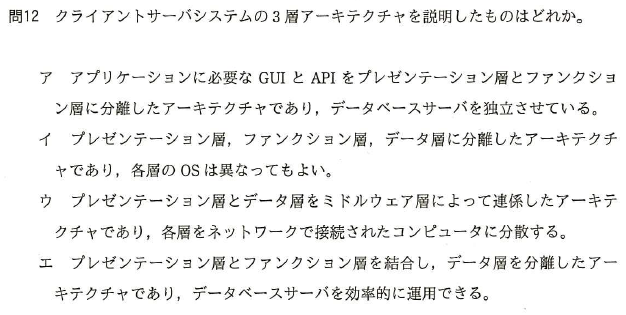 問12 クライアントサーバシステムの3層アーキテクチャを説明したものはどれか。
ア アプリケーションに必要な GUI と API をプレゼンテーション層とファンクショ
ン層に分離したアーキテクチャであり，データベースサーバを独立させている。
イ プレゼンテーション層，ファンクション層，データ層に分離したアーキテクチ
ャであり，各層の OS は異なってもよい。
ウ プレゼンテーション層とデータ層をミドルウェア層によって連係したアーキテ
クチャであり，各層をネットワークで接続されたコンピュータに分散する。
エ プレゼンテーション層とファンクション層を結合し，データ層を分離したアー
キテクチャであり，データベースサーバを効率的に運用できる。